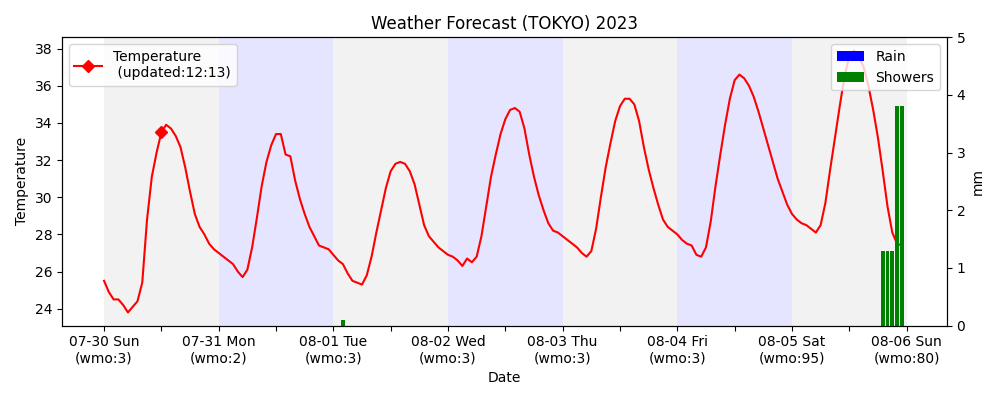 Weather Forecast (TOKYO) 2023
Temperature
(updated:12:13)
Rain
Showers
38
36
34
32
30
28
26
24
Temperature
5
4
3
2
1
0
mm
07-30 Sun 07-31 Mon 08-01 Tue 08-02 Wed 08-03 Thu 08-04 Fri 08-05 Sat 08-06 Sun
(wmo:3) (wmo:2) (wmo:3) (wmo:3) (wmo:3) (wmo:3) (wmo:95) (wmo:80)
Date